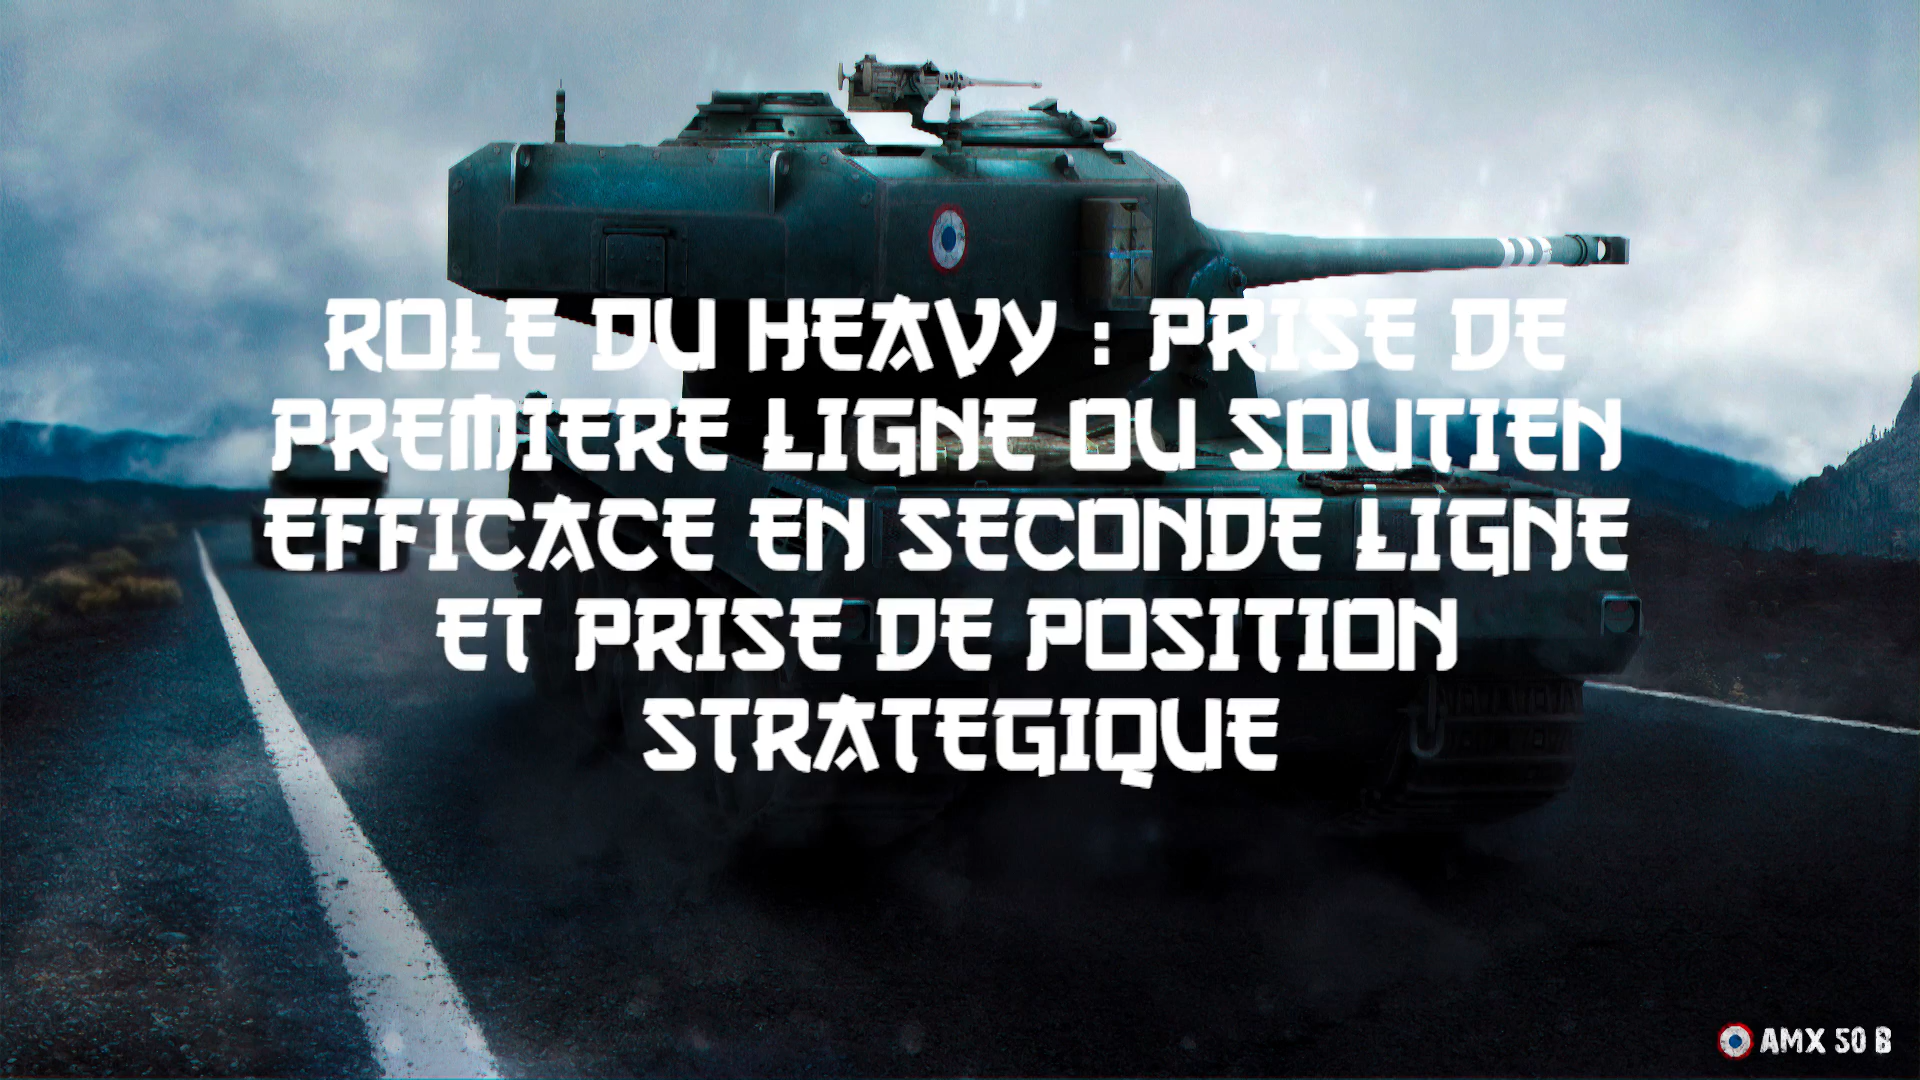 ROLE DU HEAVY : PRISE DE
PREMIERE LIGNE OU SOUTIEN
EFFICACE EN SECONDE LIGNE
ET PRISE DE POSITION
STRATEGIQUE
AMX 50 B